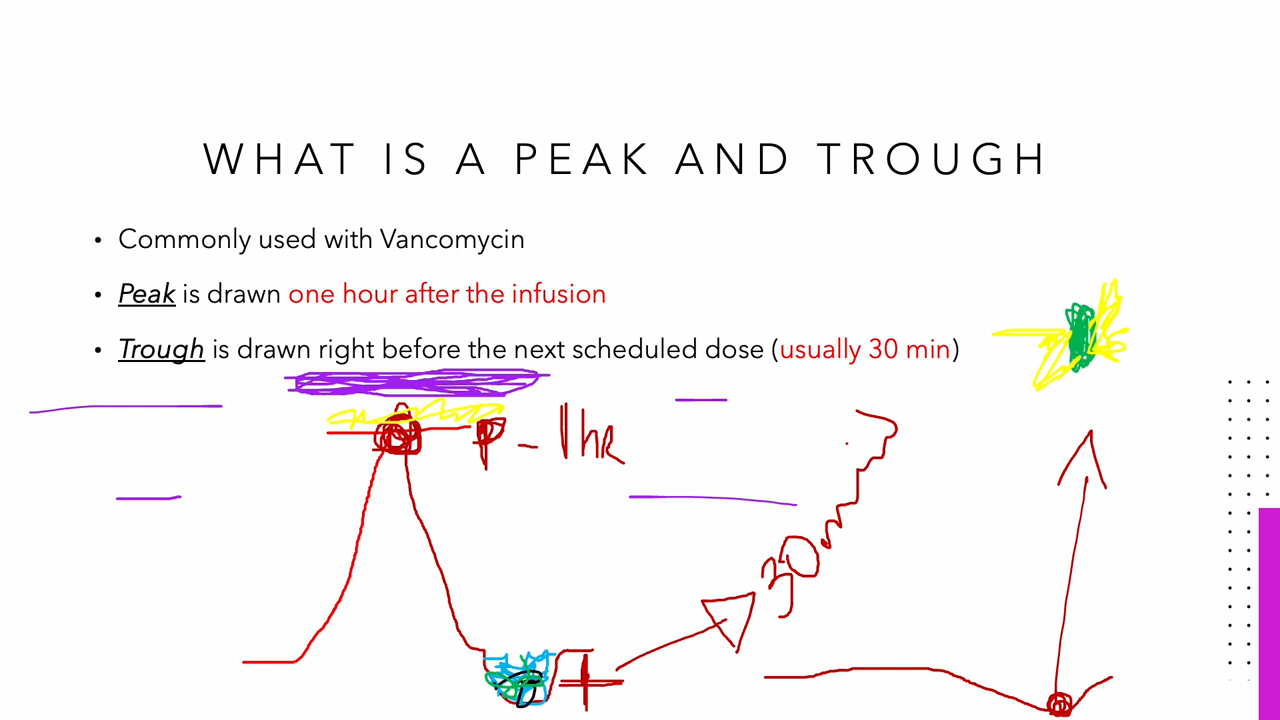 WHAT IS A PEAK AND TROUGH
• Commonly used with Vancomycin
• Peak is drawn one hour after the infusion
• Trough is drawn right before the next scheduled dose (usually 30 min)
P - 1hr
30